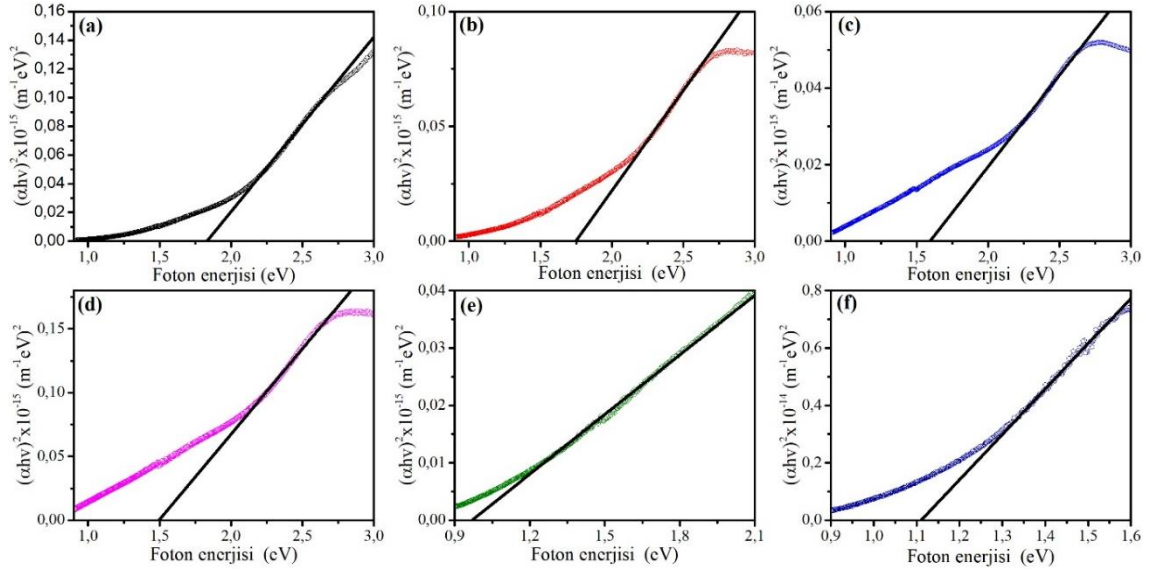 (a)
(αhν)²x10⁻¹⁵ (m⁻¹eV)²
0,16
0,14
0,12
0,10
0,08
0,06
0,04
0,02
0,00
1,0 1,5 2,0 2,5 3,0
Foton enerjisi (eV)
(b)
(αhν)²x10⁻¹⁵ (m⁻¹eV)²
0,10
0,05
0,00
1,0 1,5 2,0 2,5 3,0
Foton enerjisi (eV)
(c)
(αhν)²x10⁻¹⁵ (m⁻¹eV)²
0,06
0,04
0,02
0,00
1,0 1,5 2,0 2,5 3,0
Foton enerjisi (eV)
(d)
(αhν)²x10⁻¹⁵ (m⁻¹eV)²
0,15
0,10
0,05
0,00
1,0 1,5 2,0 2,5 3,0
Foton enerjisi (eV)
(e)
(αhν)²x10⁻¹⁵ (m⁻¹eV)²
0,04
0,03
0,02
0,01
0,00
0,9 1,2 1,5 1,8 2,1
Foton enerjisi (eV)
(f)
(αhν)²x10⁻¹⁴ (m⁻¹eV)²
0,8
0,6
0,4
0,2
0,0
0,9 1,0 1,1 1,2 1,3 1,4 1,5 1,6
Foton enerjisi (eV)